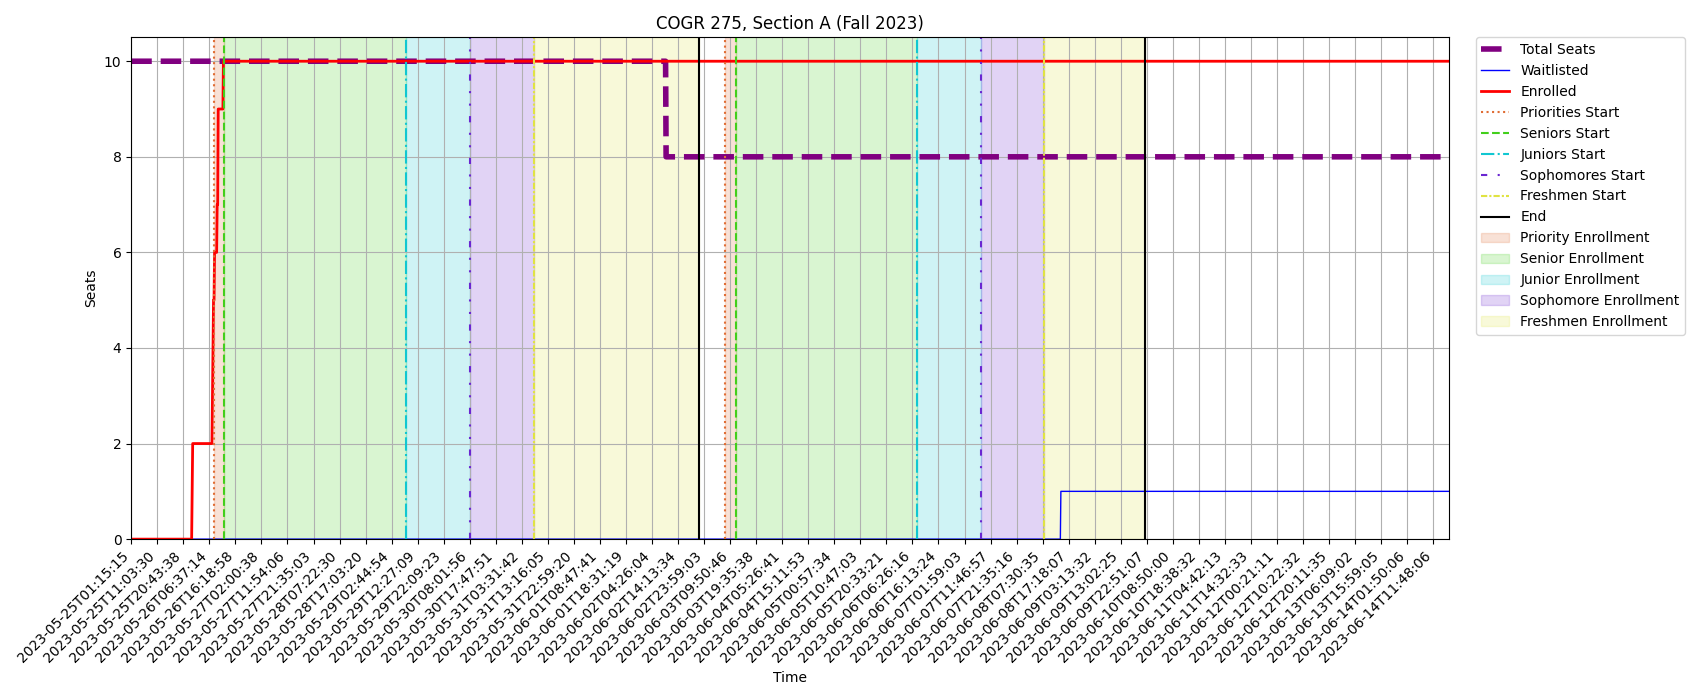 COGR 275, Section A (Fall 2023)
10
8
6
4
2
0
Seats
2023-05-25T01:15:15
2023-05-25T11:03:30
2023-05-25T20:43:38
2023-05-26T06:37:14
2023-05-26T16:18:58
2023-05-27T02:00:38
2023-05-27T11:54:06
2023-05-27T21:35:03
2023-05-28T07:22:30
2023-05-28T17:03:20
2023-05-29T02:44:54
2023-05-29T12:27:09
2023-05-29T22:09:23
2023-05-30T08:01:56
2023-05-30T17:47:51
2023-05-31T03:31:42
2023-05-31T13:16:05
2023-05-31T22:59:20
2023-06-01T08:47:41
2023-06-01T18:31:19
2023-06-02T04:26:04
2023-06-02T14:13:34
2023-06-02T23:59:03
2023-06-03T09:50:46
2023-06-03T19:35:38
2023-06-04T05:26:41
2023-06-04T15:11:53
2023-06-05T00:57:34
2023-06-05T10:47:03
2023-06-05T20:33:21
2023-06-06T06:26:16
2023-06-06T16:13:24
2023-06-07T01:59:03
2023-06-07T11:46:57
2023-06-07T21:35:16
2023-06-08T07:30:35
2023-06-08T17:18:07
2023-06-09T03:13:32
2023-06-09T13:02:25
2023-06-09T22:51:07
2023-06-10T08:50:00
2023-06-10T18:38:32
2023-06-11T04:42:13
2023-06-11T14:32:33
2023-06-12T00:21:11
2023-06-12T10:22:32
2023-06-12T20:11:35
2023-06-13T06:09:02
2023-06-13T15:59:05
2023-06-14T01:50:06
2023-06-14T11:48:06
Time
Total Seats
Waitlisted
Enrolled
Priorities Start
Seniors Start
Juniors Start
Sophomores Start
Freshmen Start
End
Priority Enrollment
Senior Enrollment
Junior Enrollment
Sophomore Enrollment
Freshmen Enrollment